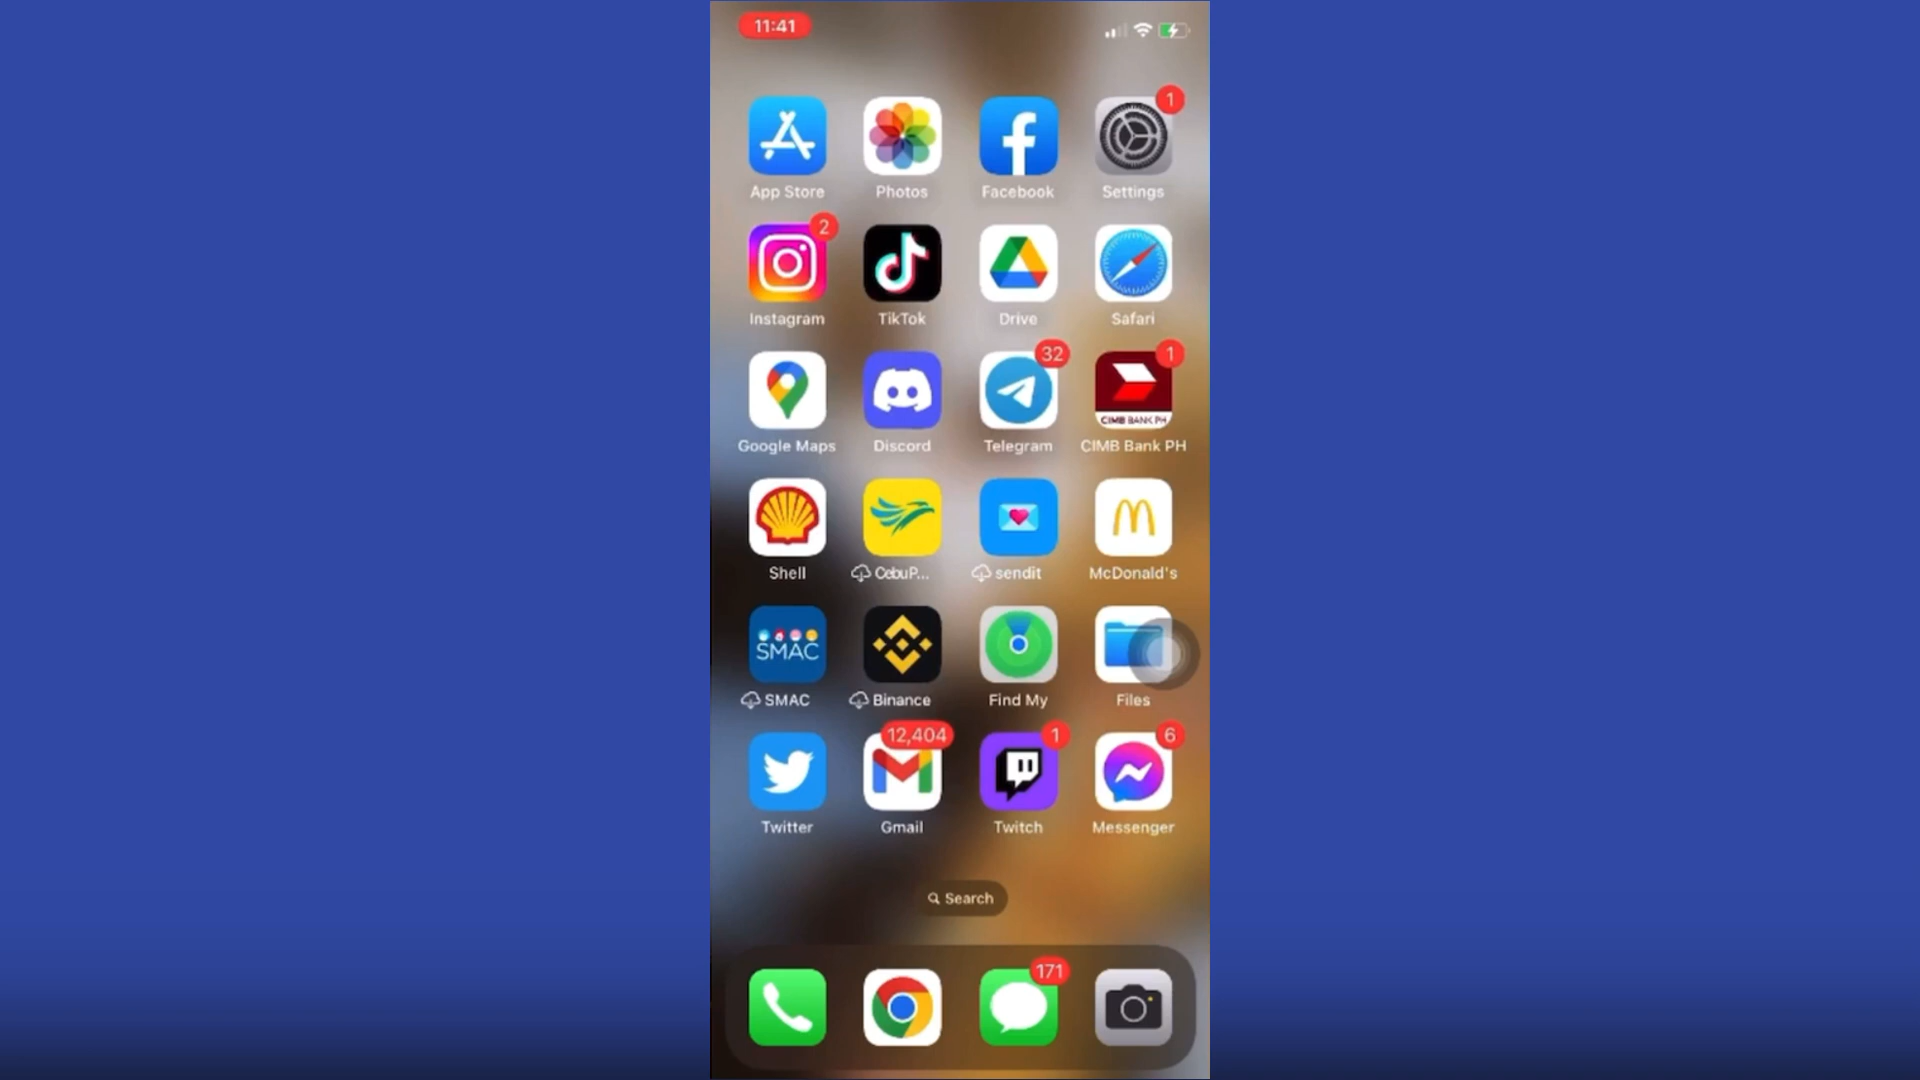 11:41
1
App Store Photos Facebook Settings
2
Instagram TikTok Drive Safari
32 1
CIMB BANK PH
Google Maps Discord Telegram CIMB Bank PH
Shell CebuP... sendit McDonald's
SMAC
SMAC Binance Find My Files
12,404 1 6
Twitter Gmail Twitch Messenger
Search
171